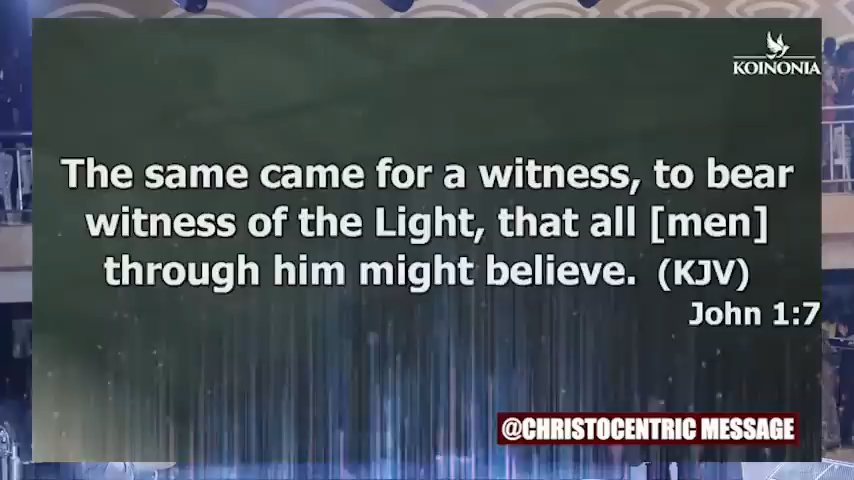 KOINONIA
The same came for a witness, to bear
witness of the Light, that all [men]
through him might believe. (KJV)
John 1:7
@CHRISTOCENTRIC MESSAGE